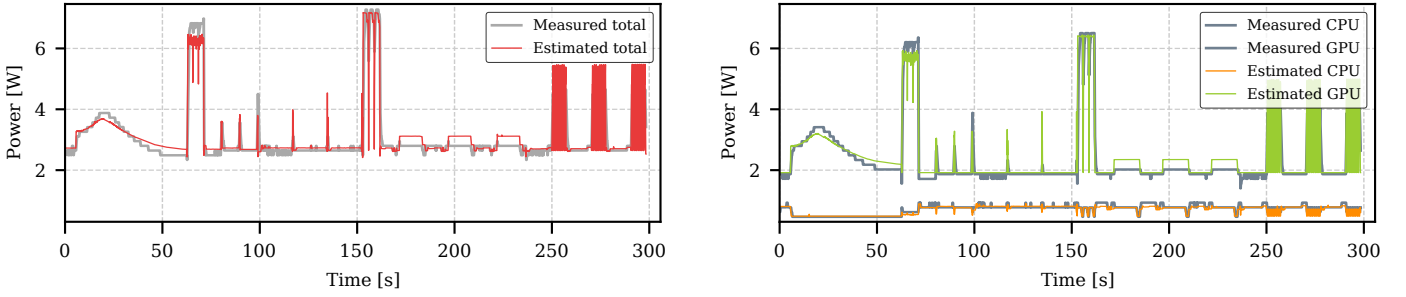 Power [W]
6
4
2
0 50 100 150 200 250 300
Time [s]
Measured total
Estimated total
Power [W]
6
4
2
0 50 100 150 200 250 300
Time [s]
Measured CPU
Measured GPU
Estimated CPU
Estimated GPU